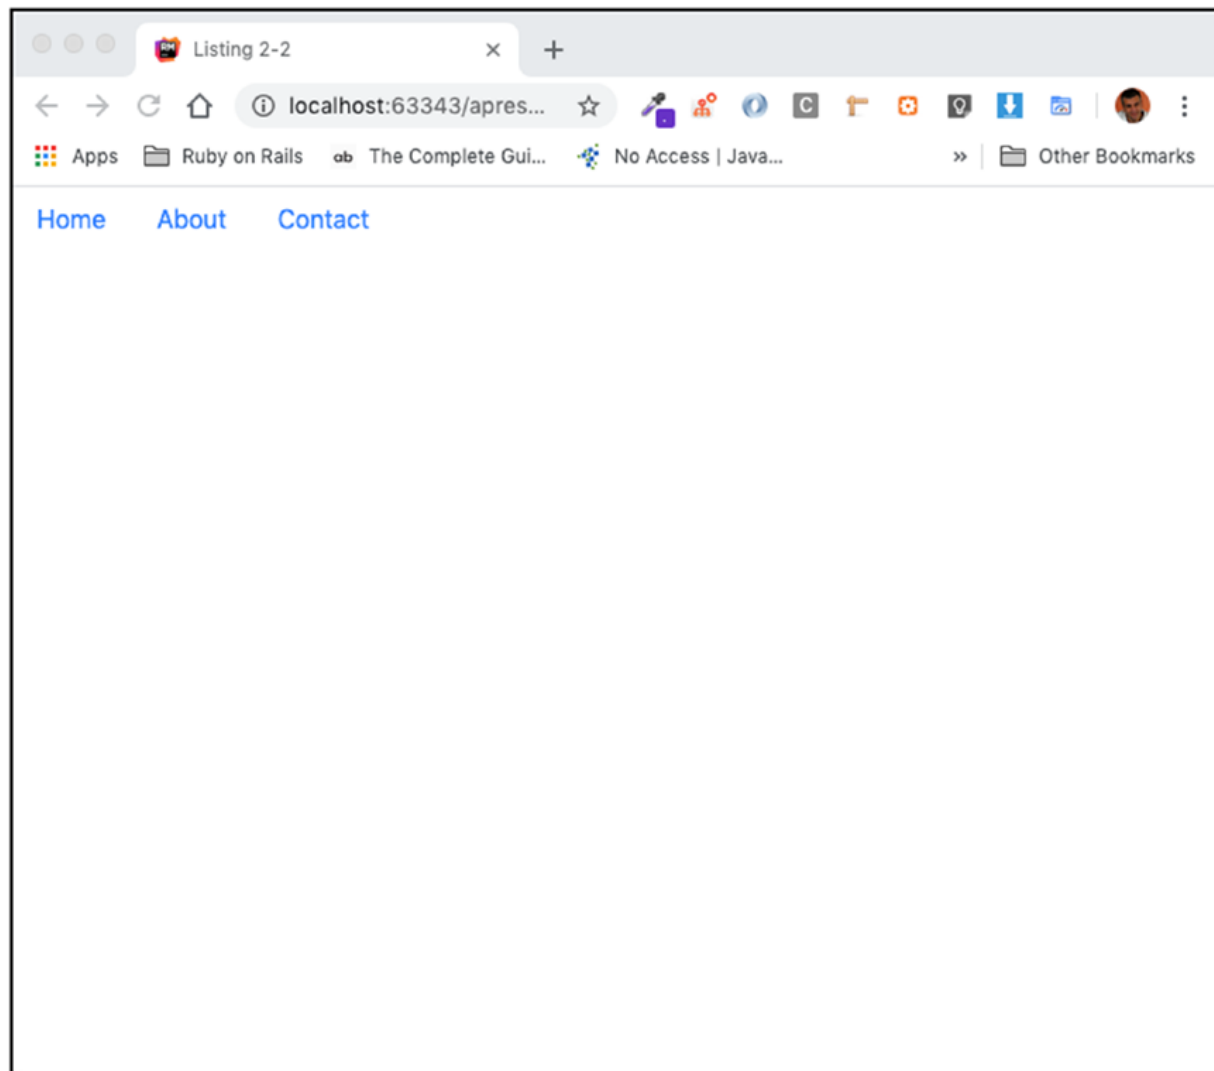 Listing 2-2
localhost:63343/apres...
Apps Ruby on Rails ab The Complete Gui... No Access | Java... » Other Bookmarks
Home About Contact